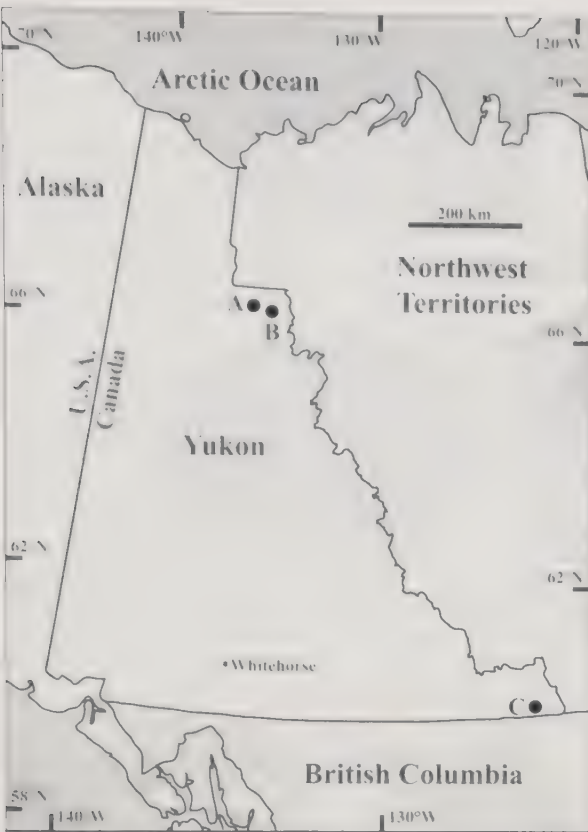 70 N
140°W
130 W
120 W
70 N
Arctic Ocean
Alaska
200 km
Northwest
Territories
66 N
A
B
66 N
U.S.A.
Canada
Yukon
62 N
62 N
Whitehorse
C
British Columbia
58 N
140 W
130°W